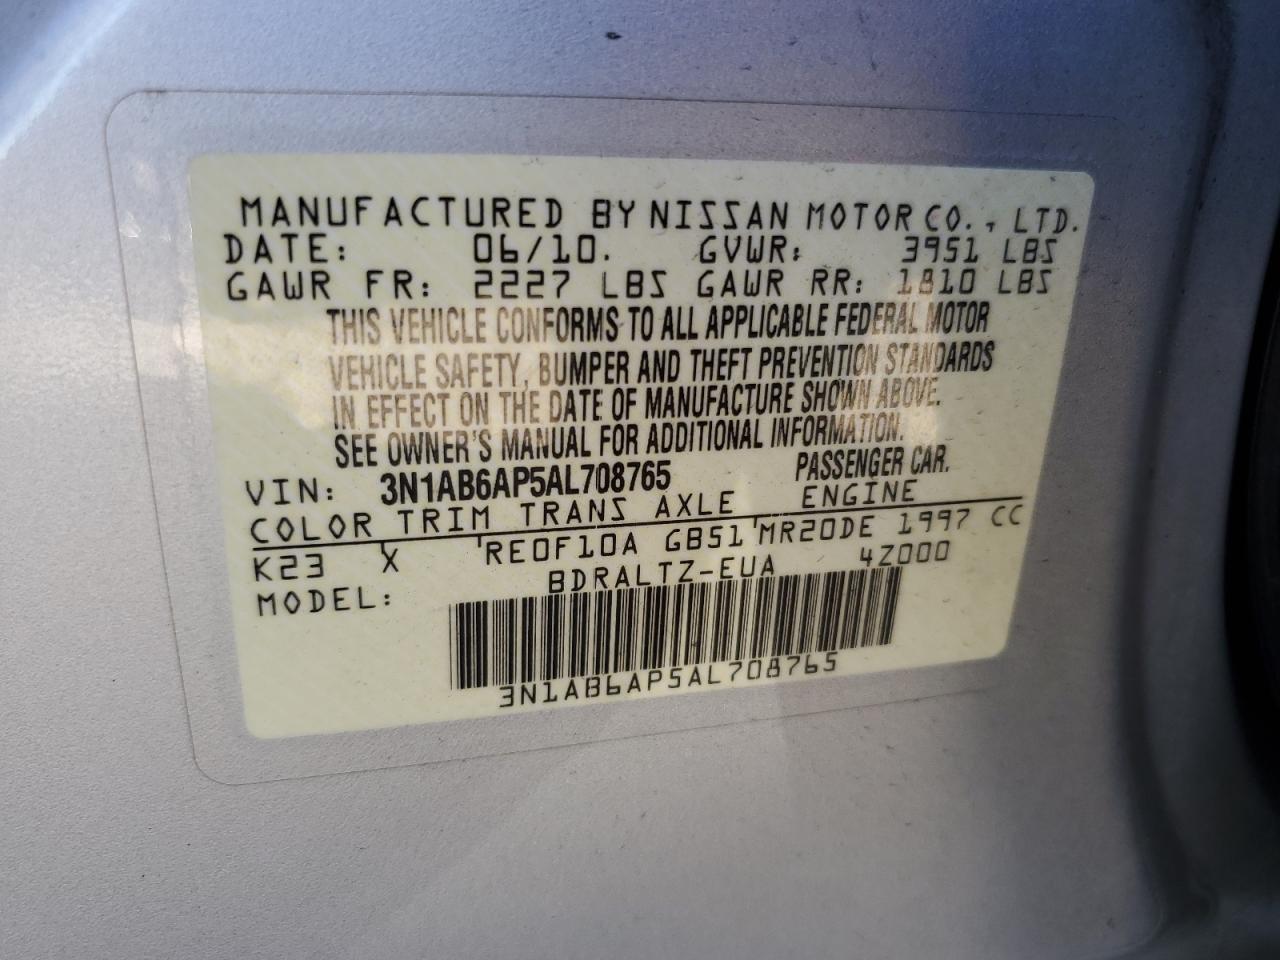 MANUFACTURED BY NISSAN MOTOR CO., LTD.
DATE: 06/10. GVWR: 3951 LBS
GAWR FR: 2227 LBS GAWR RR: 1810 LBS
THIS VEHICLE CONFORMS TO ALL APPLICABLE FEDERAL MOTOR
VEHICLE SAFETY, BUMPER AND THEFT PREVENTION STANDARDS
IN EFFECT ON THE DATE OF MANUFACTURE SHOWN ABOVE.
SEE OWNER'S MANUAL FOR ADDITIONAL INFORMATION.
VIN: 3N1AB6AP5AL708765 PASSENGER CAR.
COLOR TRIM TRANS AXLE ENGINE
K23 X RE0F10A GB51 MR20DE 1997 CC
MODEL: BDRALTZ-EUA 4Z000
3N1AB6AP5AL708765